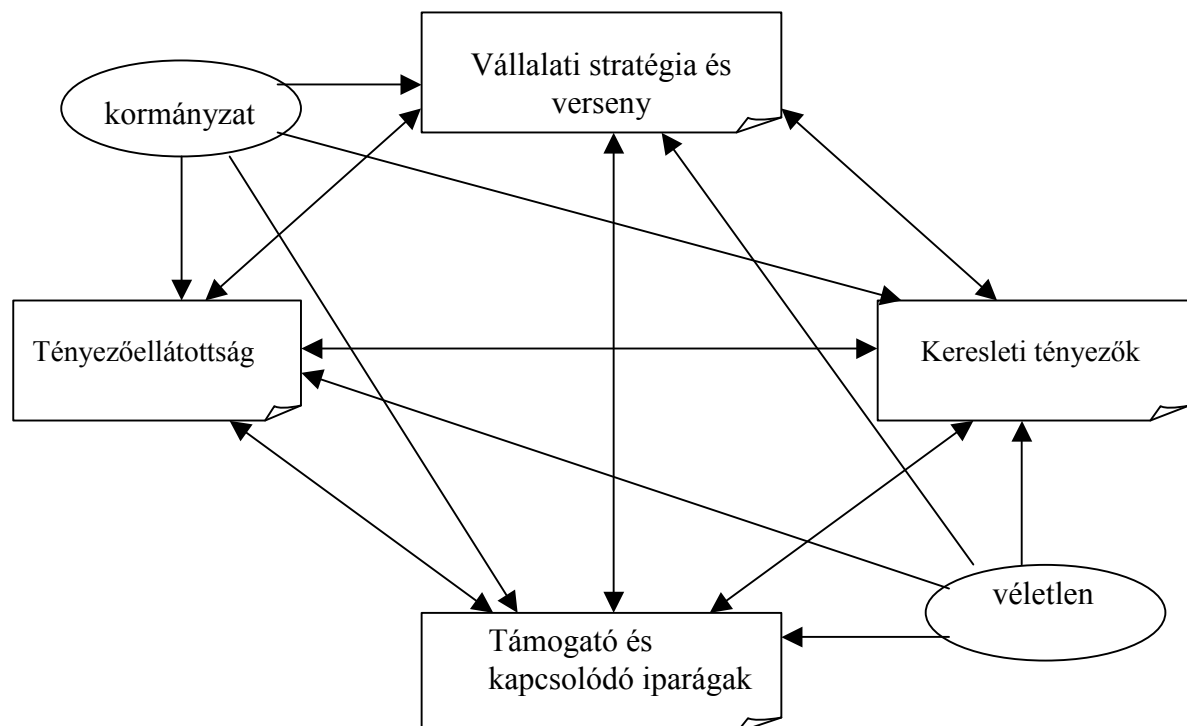 Vállalati stratégia és
verseny
kormányzat
Tényezőellátottság
Keresleti tényezők
véletlen
Támogató és
kapcsolódó iparágak